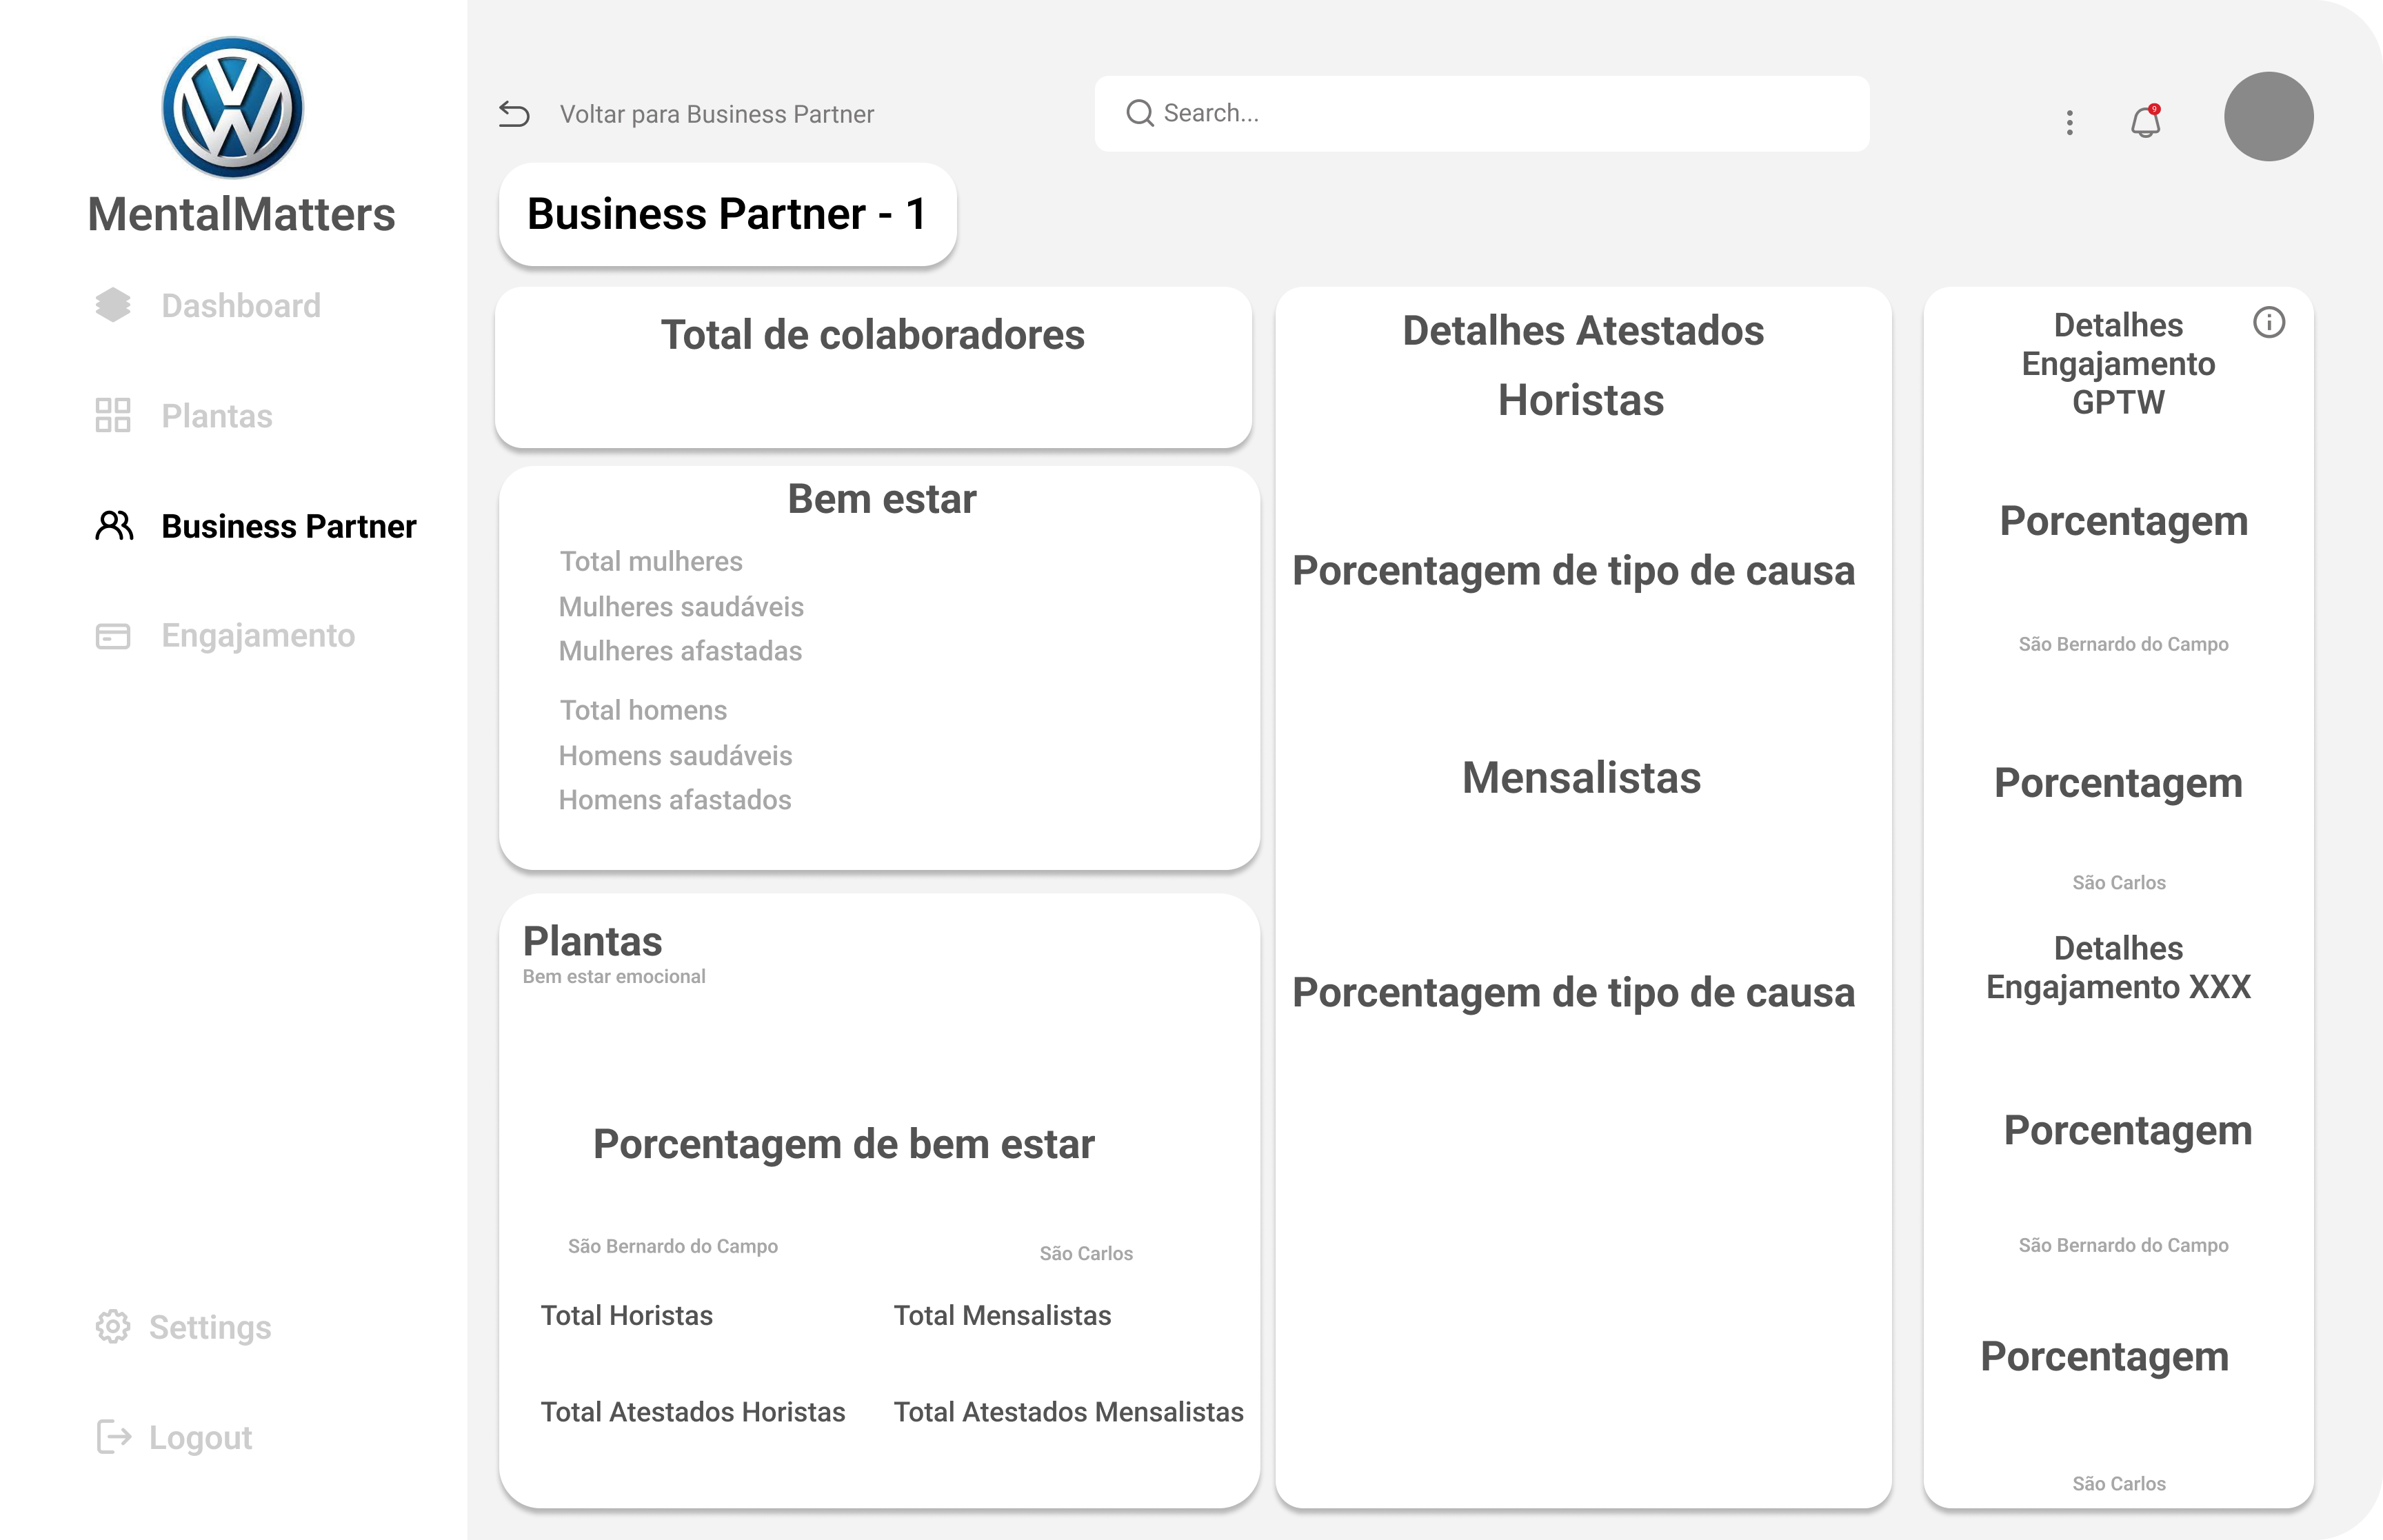 MentalMatters
Dashboard
Plantas
Business Partner
Engajamento
Settings
Logout
Voltar para Business Partner
Search...
9
Business Partner - 1
Total de colaboradores
Bem estar
Total mulheres
Mulheres saudáveis
Mulheres afastadas
Total homens
Homens saudáveis
Homens afastados
Plantas
Bem estar emocional
Porcentagem de bem estar
São Bernardo do Campo
São Carlos
Total Horistas
Total Mensalistas
Total Atestados Horistas
Total Atestados Mensalistas
Detalhes Atestados
Horistas
Porcentagem de tipo de causa
Mensalistas
Porcentagem de tipo de causa
Detalhes
Engajamento
GPTW
Porcentagem
São Bernardo do Campo
Porcentagem
São Carlos
Detalhes
Engajamento XXX
Porcentagem
São Bernardo do Campo
Porcentagem
São Carlos